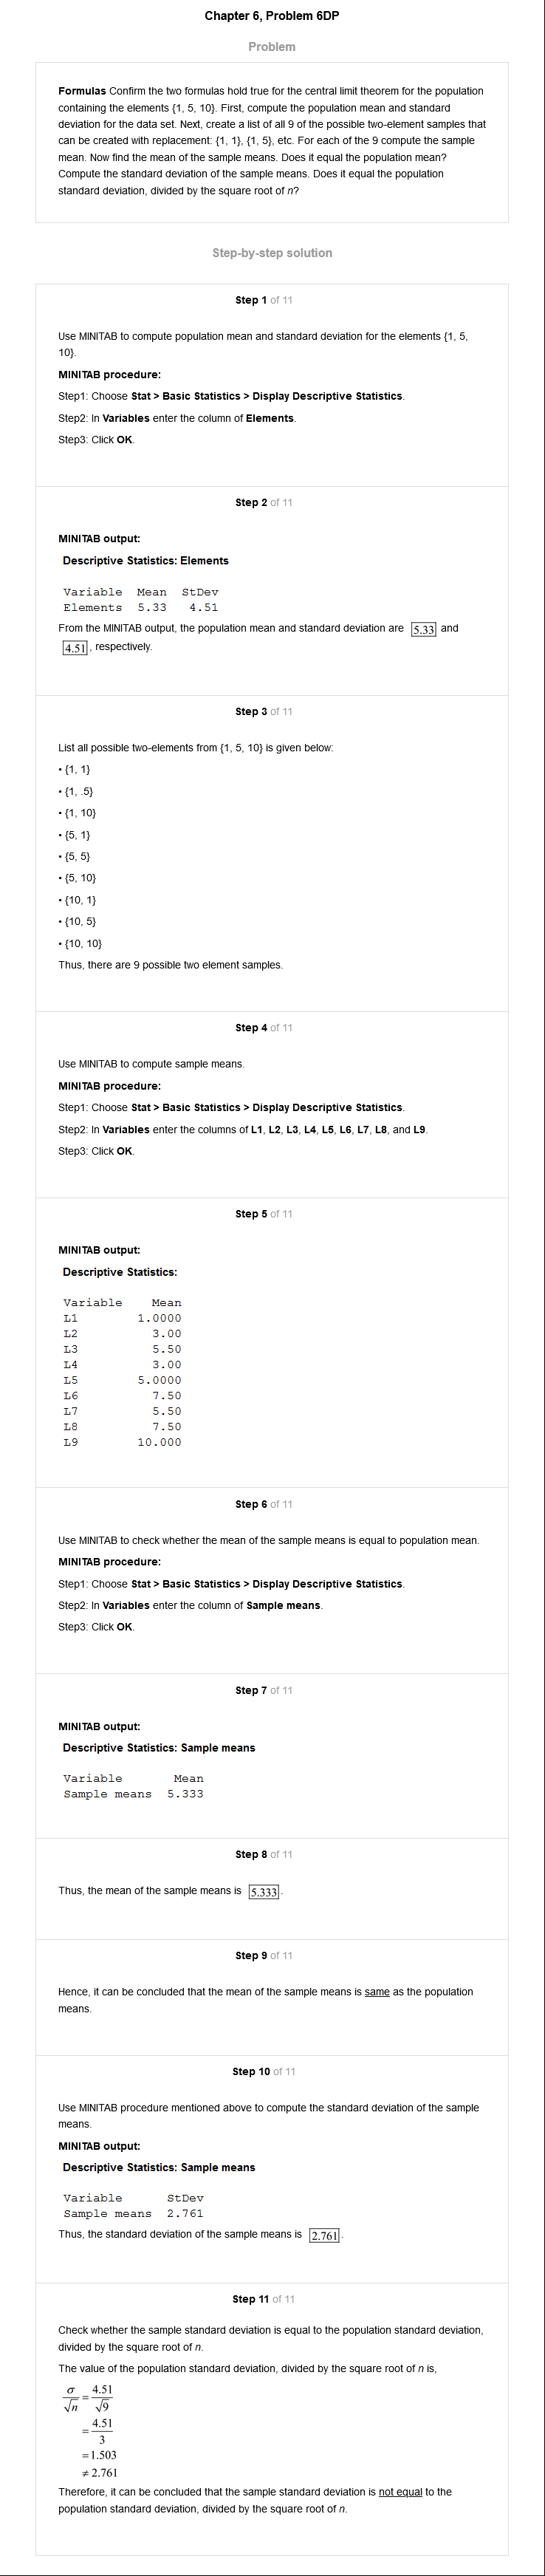 Chapter 6, Problem 6DP
Problem
Formulas Confirm the two formulas hold true for the central limit theorem for the population
containing the elements {1, 5, 10}. First, compute the population mean and standard
deviation for the data set. Next, create a list of all 9 of the possible two-element samples that
can be created with replacement: {1, 1}, {1, 5}, etc. For each of the 9 compute the sample
mean. Now find the mean of the sample means. Does it equal the population mean?
Compute the standard deviation of the sample means. Does it equal the population
standard deviation, divided by the square root of n?
Step-by-step solution
Step 1 of 11
Use MINITAB to compute population mean and standard deviation for the elements {1, 5,
10}.
MINITAB procedure:
Step1: Choose Stat > Basic Statistics > Display Descriptive Statistics.
Step2: In Variables enter the column of Elements.
Step3: Click OK.
Step 2 of 11
MINITAB output:
Descriptive Statistics: Elements
Variable Mean StDev
Elements 5.33 4.51
From the MINITAB output, the population mean and standard deviation are 5.33 and
4.51, respectively.
Step 3 of 11
List all possible two-elements from {1, 5, 10} is given below:
• {1, 1}
• {1, .5}
• {1, 10}
• {5, 1}
• {5, 5}
• {5, 10}
• {10, 1}
• {10, 5}
• {10, 10}
Thus, there are 9 possible two element samples.
Step 4 of 11
Use MINITAB to compute sample means.
MINITAB procedure:
Step1: Choose Stat > Basic Statistics > Display Descriptive Statistics.
Step2: In Variables enter the columns of L1, L2, L3, L4, L5, L6, L7, L8, and L9.
Step3: Click OK.
Step 5 of 11
MINITAB output:
Descriptive Statistics:
Variable Mean
L1 1.0000
L2 3.00
L3 5.50
L4 3.00
L5 5.0000
L6 7.50
L7 5.50
L8 7.50
L9 10.000
Step 6 of 11
Use MINITAB to check whether the mean of the sample means is equal to population mean.
MINITAB procedure:
Step1: Choose Stat > Basic Statistics > Display Descriptive Statistics.
Step2: In Variables enter the column of Sample means.
Step3: Click OK.
Step 7 of 11
MINITAB output:
Descriptive Statistics: Sample means
Variable Mean
Sample means 5.333
Step 8 of 11
Thus, the mean of the sample means is 5.333.
Step 9 of 11
Hence, it can be concluded that the mean of the sample means is same as the population
means.
Step 10 of 11
Use MINITAB procedure mentioned above to compute the standard deviation of the sample
means.
MINITAB output:
Descriptive Statistics: Sample means
Variable StDev
Sample means 2.761
Thus, the standard deviation of the sample means is 2.761.
Step 11 of 11
Check whether the sample standard deviation is equal to the population standard deviation,
divided by the square root of n.
The value of the population standard deviation, divided by the square root of n is,
σ/√n = 4.51/√9
= 4.51/3
= 1.503
≠ 2.761
Therefore, it can be concluded that the sample standard deviation is not equal to the
population standard deviation, divided by the square root of n.